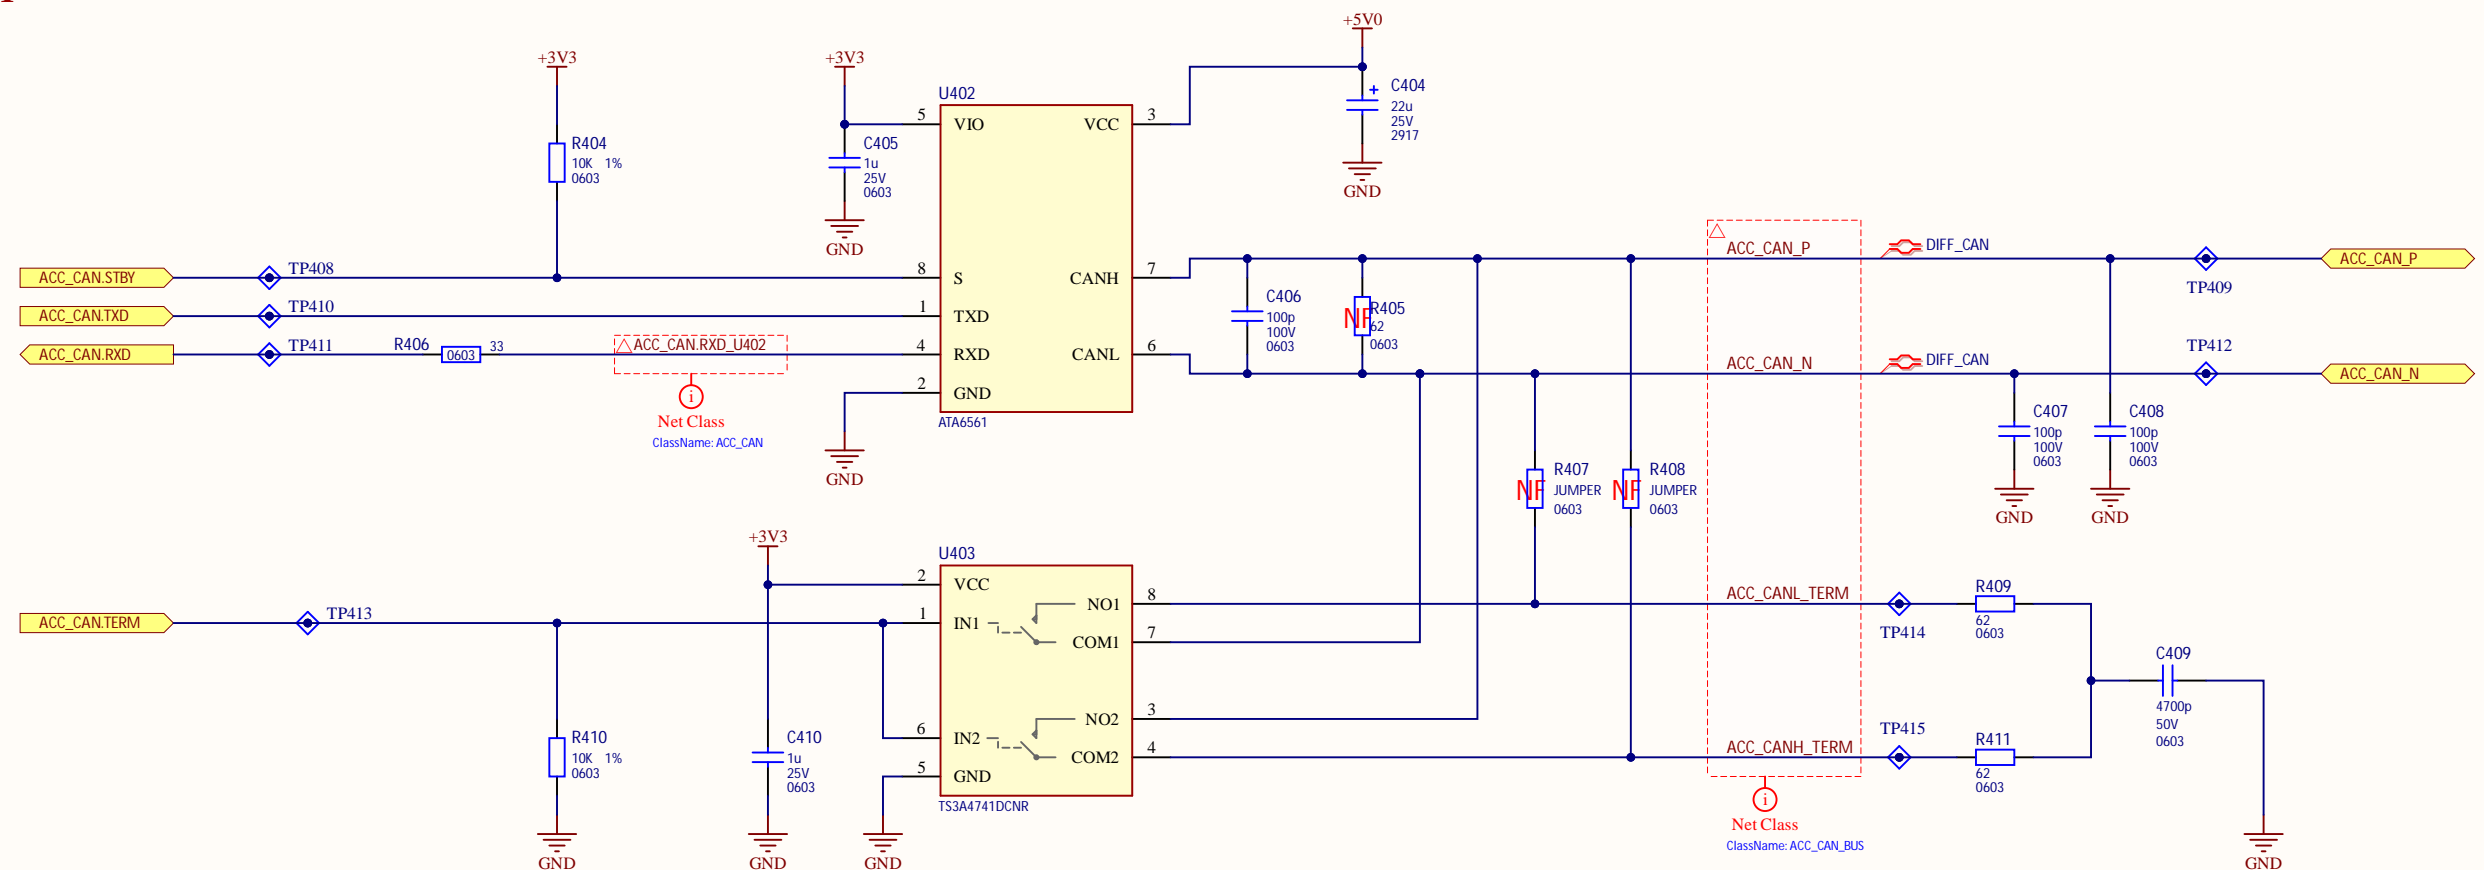 +5V0
+3V3
+3V3
U402
C404
22u
25V
2917
5
VIO
VCC
3
R404
10K 1%
0603
C405
1u
25V
0603
GND
GND
ACC_CAN.STBY
TP408
8
S
CANH
7
ACC_CAN_P
DIFF_CAN
ACC_CAN_P
TP409
C406
100p
100V
0603
NF
R405
62
0603
ACC_CAN.TXD
TP410
1
TXD
ACC_CAN.RXD
TP411
R406
0603
33
ACC_CAN.RXD_U402
4
RXD
CANL
6
ACC_CAN_N
DIFF_CAN
TP412
ACC_CAN_N
2
GND
i
Net Class
ClassName: ACC_CAN
ATA6561
GND
C407
100p
100V
0603
C408
100p
100V
0603
GND
GND
NF
R407
JUMPER
0603
NF
R408
JUMPER
0603
+3V3
U403
2
VCC
NO1
8
ACC_CANL_TERM
R409
62
0603
TP414
ACC_CAN.TERM
TP413
1
IN1
COM1
7
C409
4700p
50V
0603
NO2
3
6
IN2
COM2
4
ACC_CANH_TERM
TP415
R411
62
0603
R410
10K 1%
0603
C410
1u
25V
0603
5
GND
TS3A4741DCNR
i
Net Class
ClassName: ACC_CAN_BUS
GND
GND
GND
GND